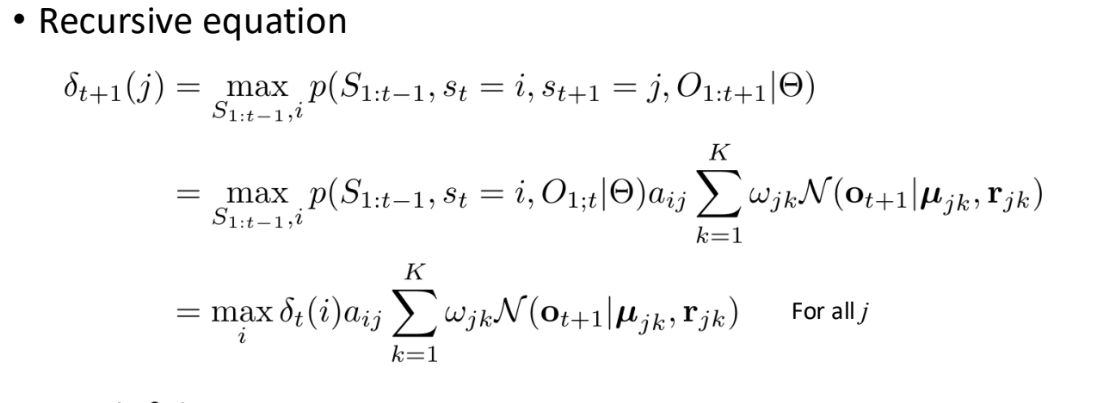 • Recursive equation
δ_{t+1}(j) = max_{S_{1:t−1},i} p(S_{1:t−1}, s_t = i, s_{t+1} = j, O_{1:t+1}|Θ)
= max_{S_{1:t−1},i} p(S_{1:t−1}, s_t = i, O_{1;t}|Θ)a_{ij} ∑_{k=1}^{K} ω_{jk}𝒩(𝐨_{t+1}|𝝁_{jk}, 𝐫_{jk})
= max_i δ_t(i)a_{ij} ∑_{k=1}^{K} ω_{jk}𝒩(𝐨_{t+1}|𝝁_{jk}, 𝐫_{jk}) For all j